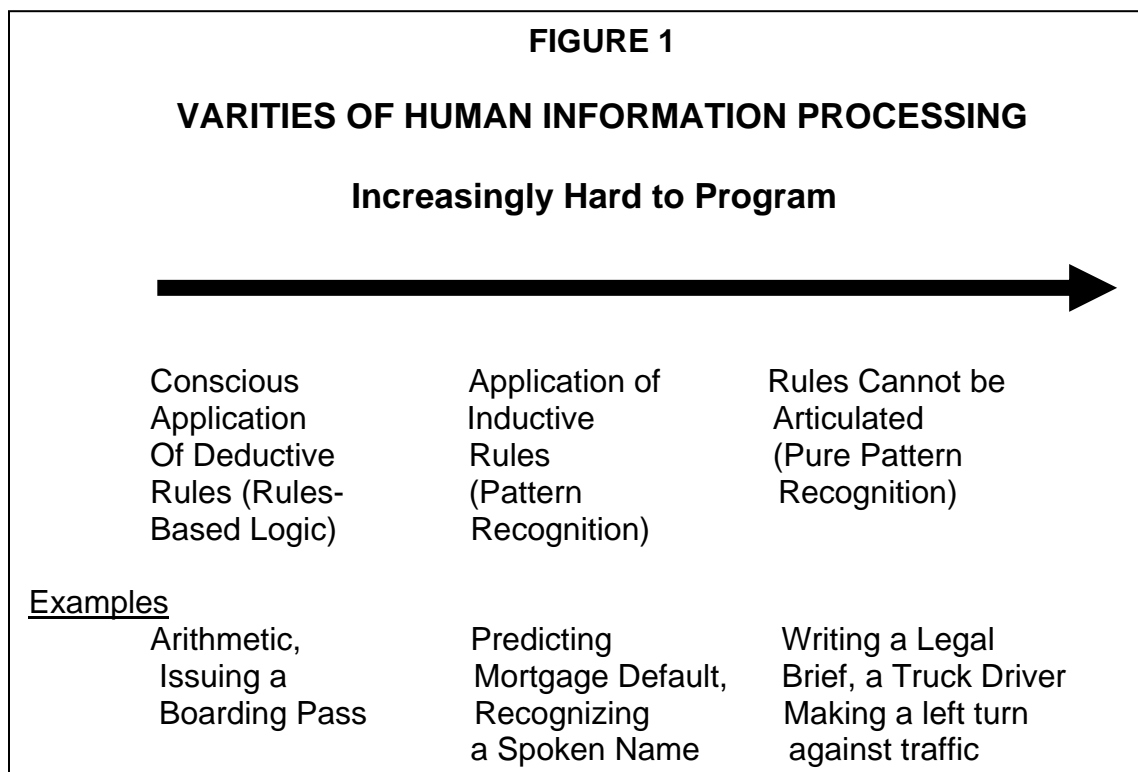 FIGURE 1
VARITIES OF HUMAN INFORMATION PROCESSING
Increasingly Hard to Program
Conscious
Application
Of Deductive
Rules (Rules-
Based Logic)
Application of
Inductive
Rules
(Pattern
Recognition)
Rules Cannot be
Articulated
(Pure Pattern
Recognition)
Examples
Arithmetic,
Issuing a
Boarding Pass
Predicting
Mortgage Default,
Recognizing
a Spoken Name
Writing a Legal
Brief, a Truck Driver
Making a left turn
against traffic